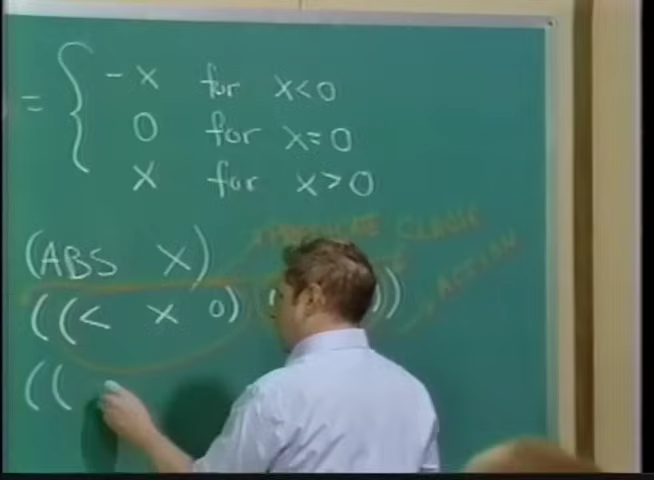 = { -x for x<0
0 for x=0
x for x>0
CLAUSE
(ABS X)
ACTION
((< X 0) ))
((